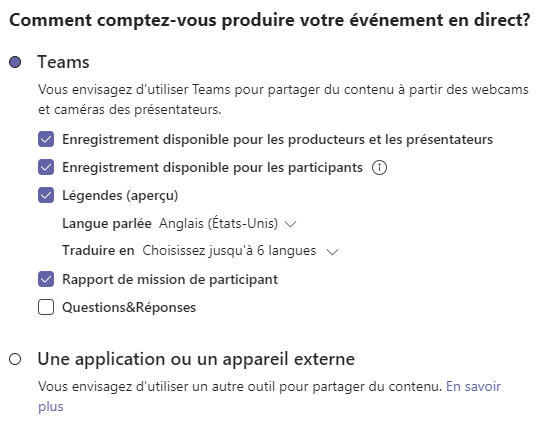 Comment comptez-vous produire votre événement en direct?
Teams
Vous envisagez d'utiliser Teams pour partager du contenu à partir des webcams
et caméras des présentateurs.
Enregistrement disponible pour les producteurs et les présentateurs
Enregistrement disponible pour les participants
Légendes (aperçu)
Langue parlée Anglais (États-Unis)
Traduire en Choisissez jusqu'à 6 langues
Rapport de mission de participant
Questions&Réponses
Une application ou un appareil externe
Vous envisagez d'utiliser un autre outil pour partager du contenu. En savoir
plus